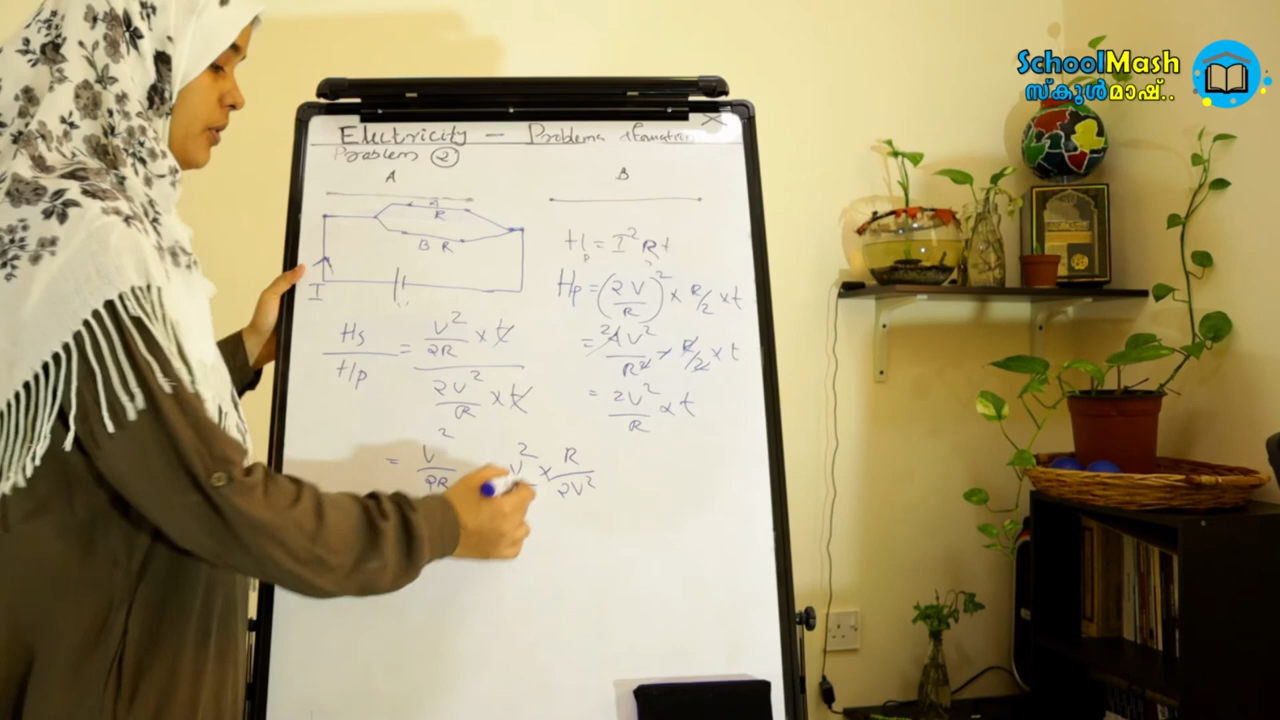 SchoolMash
സ്കൂൾമാഷ്..
Electricity - Problems
Problem 2
A
B
R
B R
I
Hp = I²Rt
Hp = (2V/R)² × R/2 × t
Hs/Hp = V²/2R × t / 2V²/R × t
= 4V²/R² × R/2 × t
= 2V²/R × t
= V²/2R
V² × R/2V²